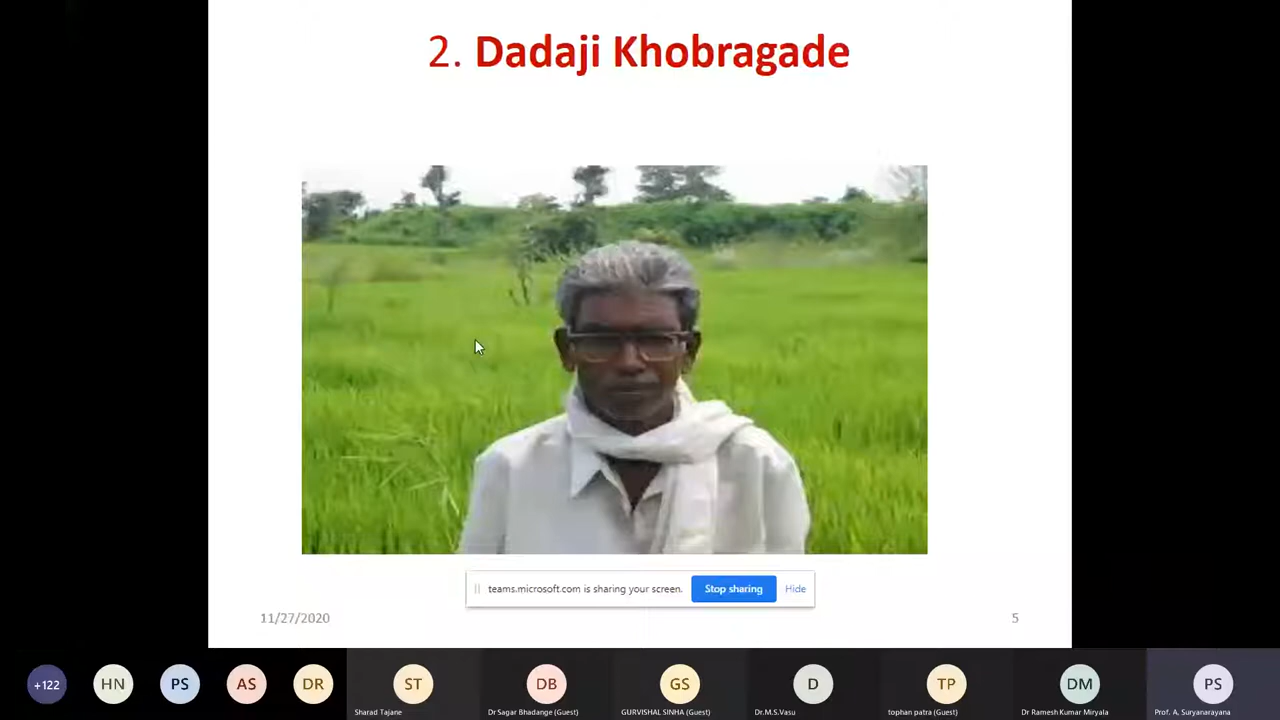 2. Dadaji Khobragade
teams.microsoft.com is sharing your screen. Stop sharing Hide
11/27/2020 5
+122 HN PS AS DR ST DB GS D TP DM PS
Sharad Tajane Dr Sagar Bhadange (Guest) GURVISHAL SINHA (Guest) Dr.M.S.Vasu tophan patra (Guest) Dr Ramesh Kumar Miryala Prof. A, Suryanarayana